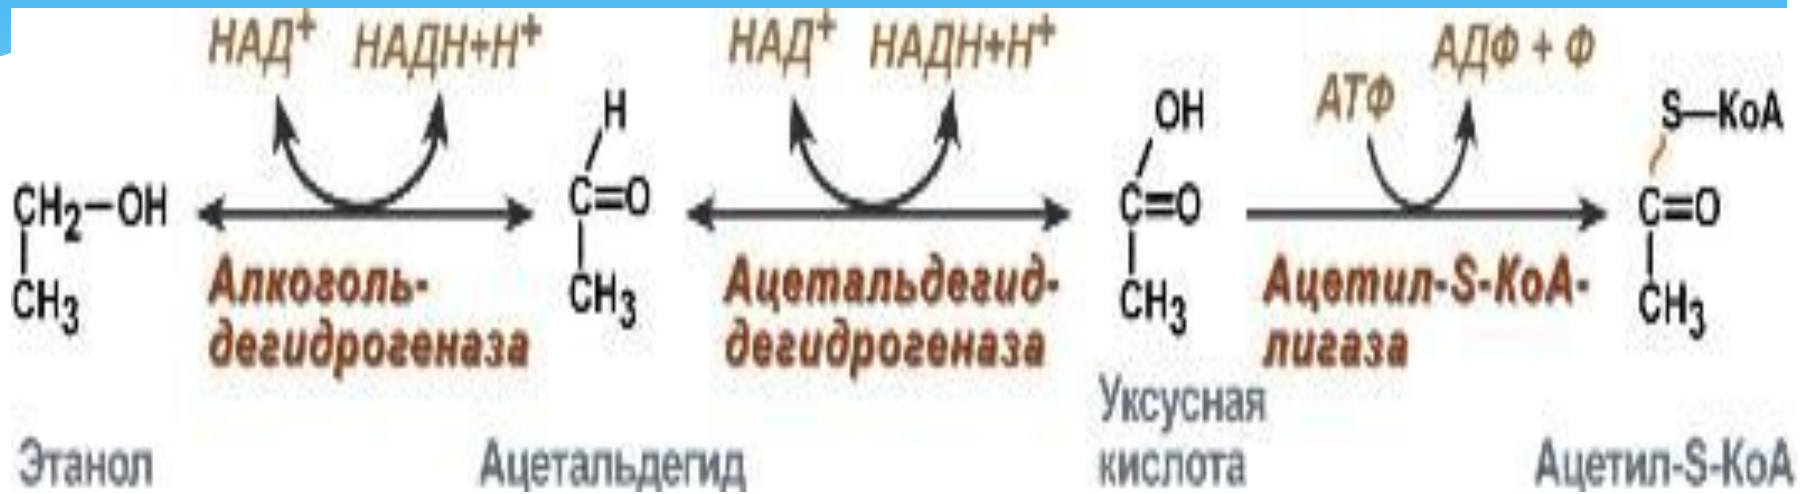 НАД⁺ НАДН+Н⁺ НАД⁺ НАДН+Н⁺ АТФ АДФ + Ф
H OH S—КоА
CH₂—OH C=O C=O C=O
CH₃ CH₃ CH₃ CH₃
Алкоголь- Ацетальдегид- Ацетил-S-КоА-
дегидрогеназа дегидрогеназа лигаза
Уксусная
Этанол Ацетальдегид кислота Ацетил-S-КоА